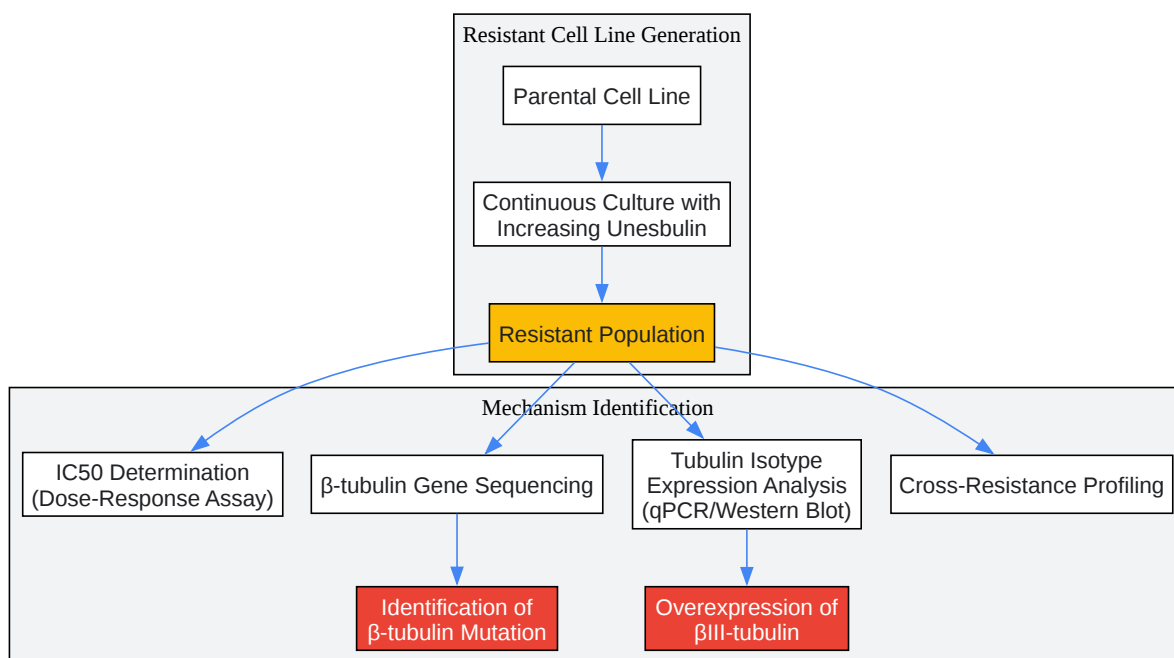 Resistant Cell Line Generation
Parental Cell Line
Continuous Culture with
Increasing Unesbulin
Resistant Population
Mechanism Identification
IC50 Determination
(Dose-Response Assay)
β-tubulin Gene Sequencing
Tubulin Isotype
Expression Analysis
(qPCR/Western Blot)
Cross-Resistance Profiling
Identification of
β-tubulin Mutation
Overexpression of
βIII-tubulin